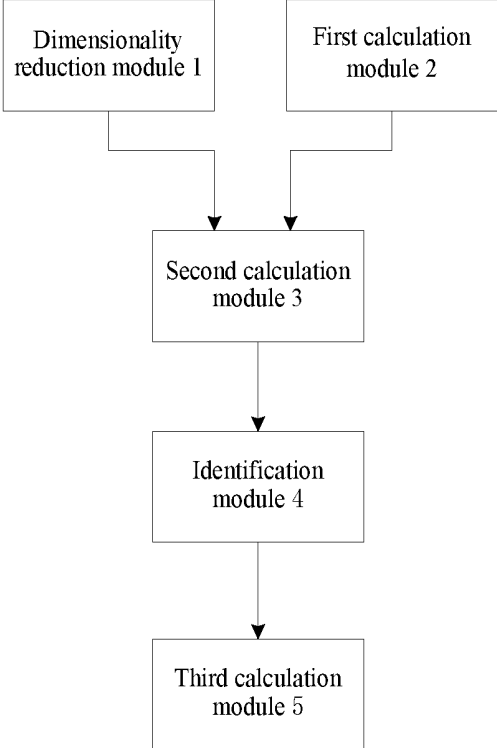 Dimensionality
reduction module 1
First calculation
module 2
Second calculation
module 3
Identification
module 4
Third calculation
module 5